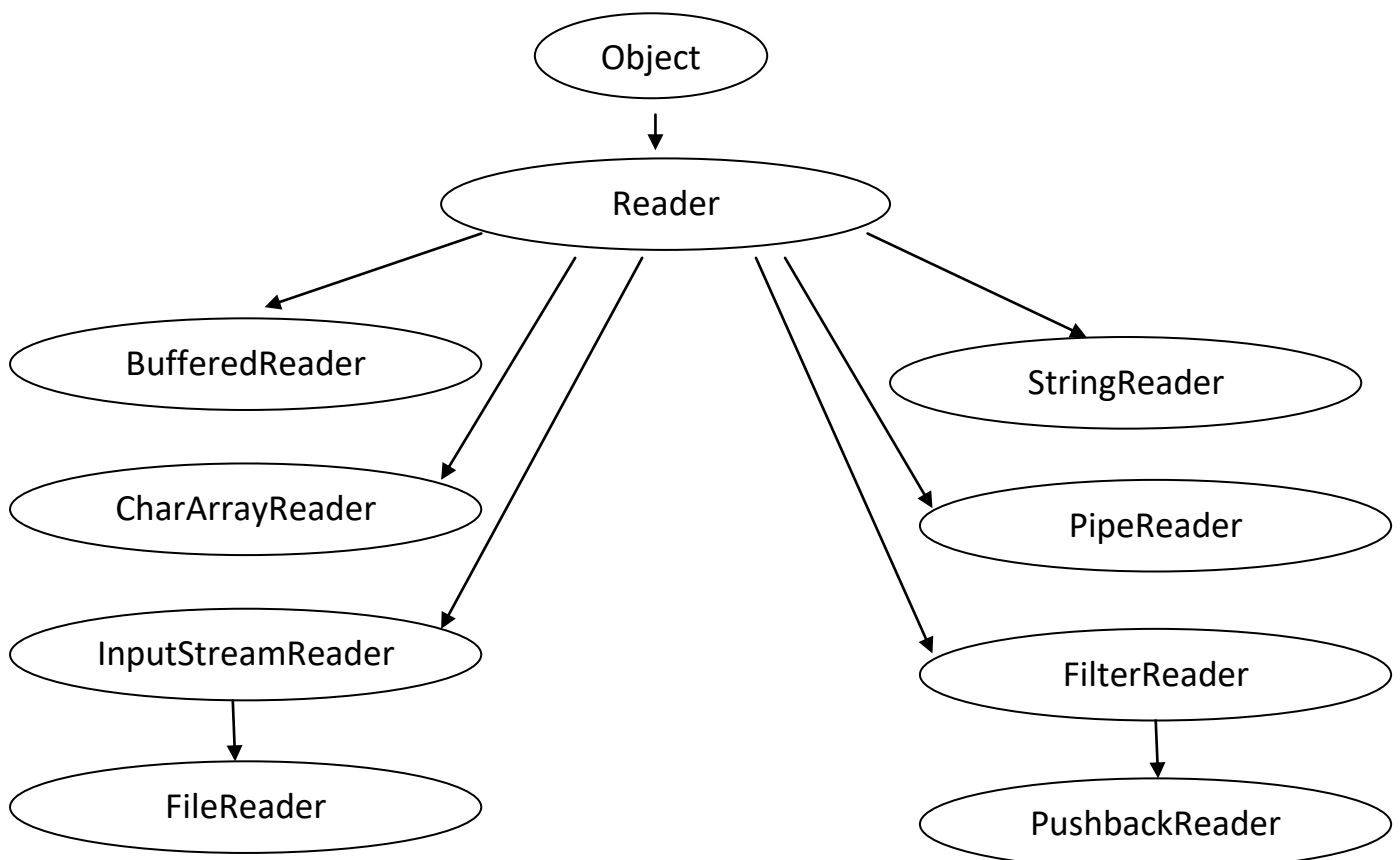 Object
Reader
BufferedReader
StringReader
CharArrayReader
PipeReader
InputStreamReader
FilterReader
FileReader
PushbackReader